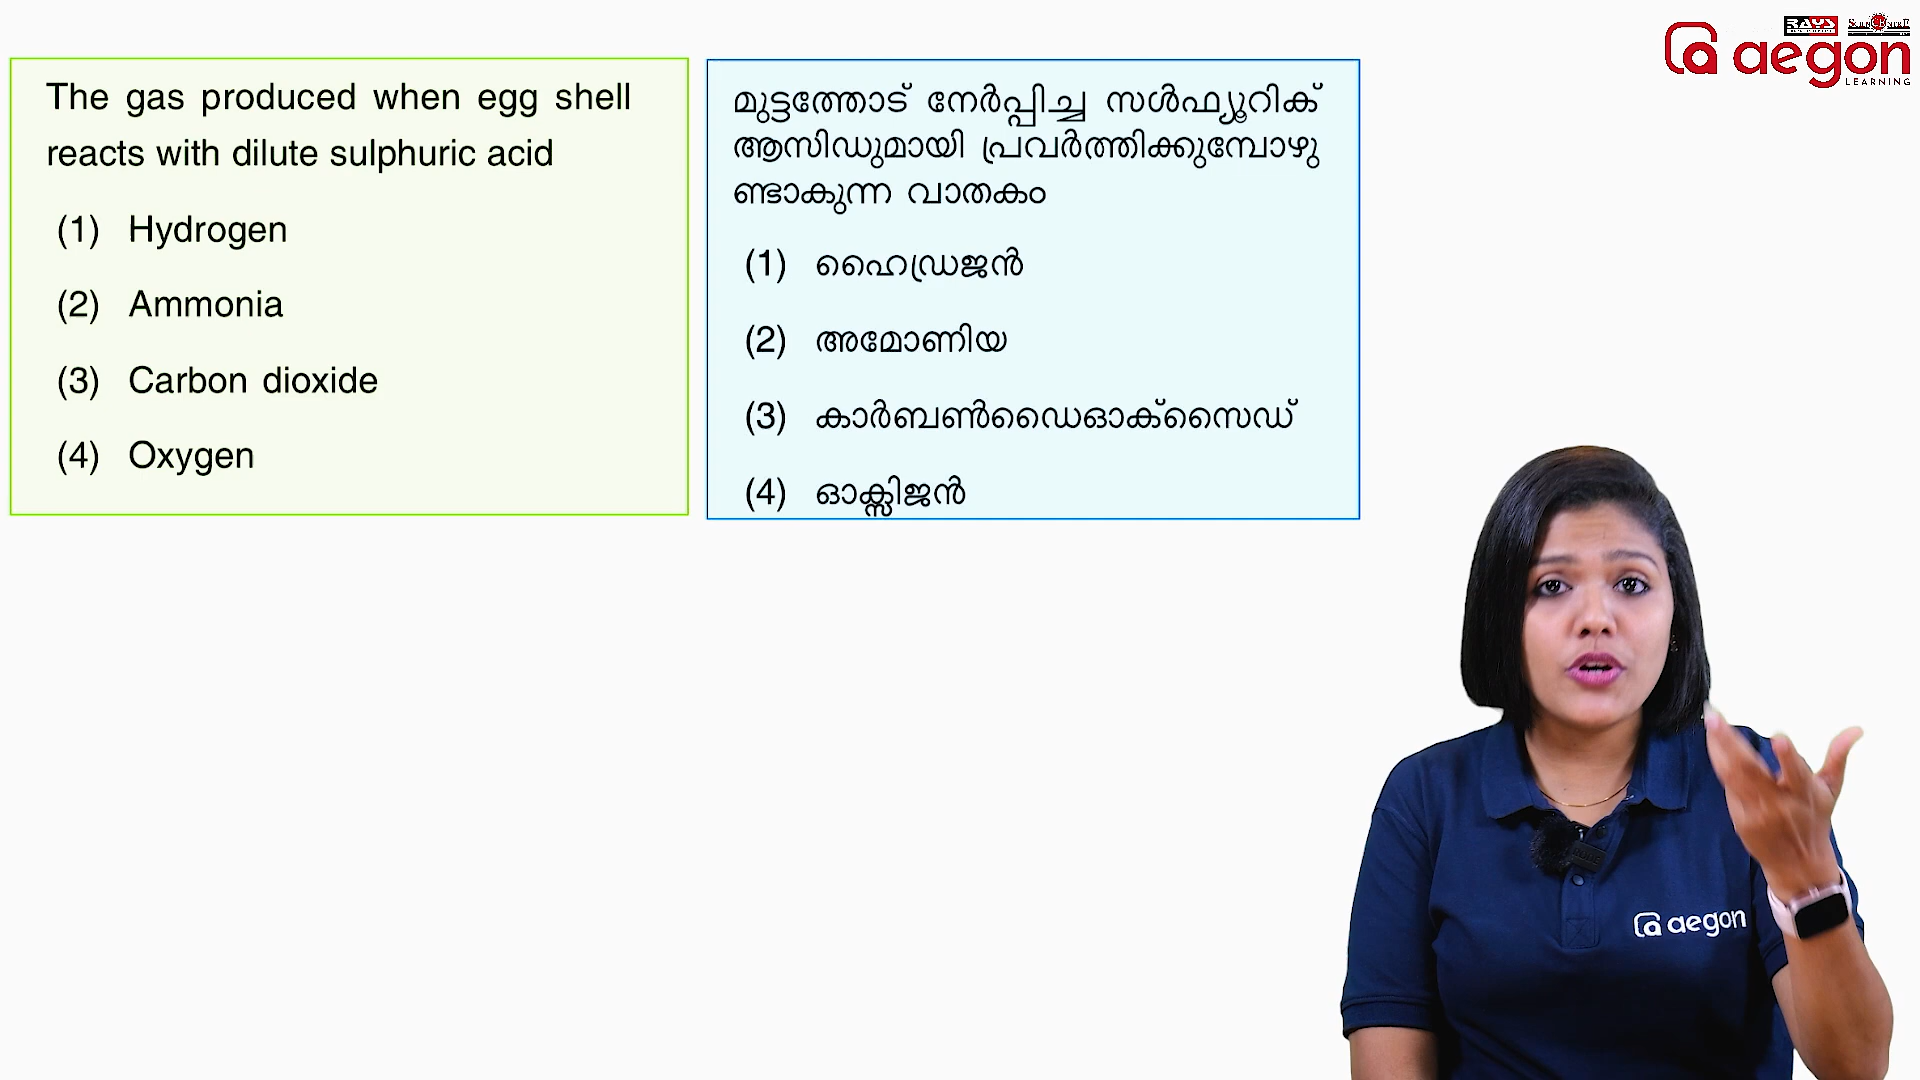 RAYS
aegon
LEARNING
The gas produced when egg shell
reacts with dilute sulphuric acid
(1) Hydrogen
(2) Ammonia
(3) Carbon dioxide
(4) Oxygen
മുട്ടത്തോട് നേർപ്പിച്ച സൾഫ്യൂറിക്
ആസിഡുമായി പ്രവർത്തിക്കുമ്പോഴു
ണ്ടാകുന്ന വാതകം
(1) ഹൈഡ്രജൻ
(2) അമോണിയ
(3) കാർബൺഡൈഓക്സൈഡ്
(4) ഓക്സിജൻ
aegon